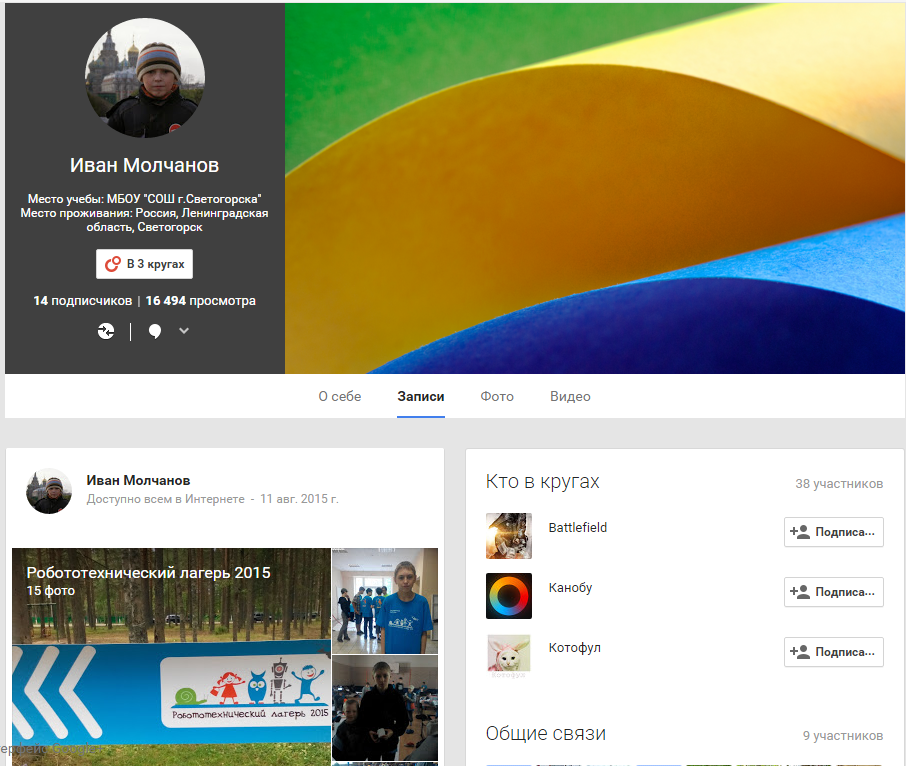 Иван Молчанов
Место учебы: МБОУ "СОШ г.Светогорска"
Место проживания: Россия, Ленинградская
область, Светогорск
В 3 кругах
14 подписчиков | 16 494 просмотра
О себе Записи Фото Видео
Иван Молчанов
Доступно всем в Интернете - 11 авг. 2015 г.
Робототехнический лагерь 2015
15 фото
Робототехнический лагерь 2015
Кто в кругах 38 участников
Battlefield Подписа...
Канобу Подписа...
Котофул Подписа...
Котофул
Общие связи 9 участников